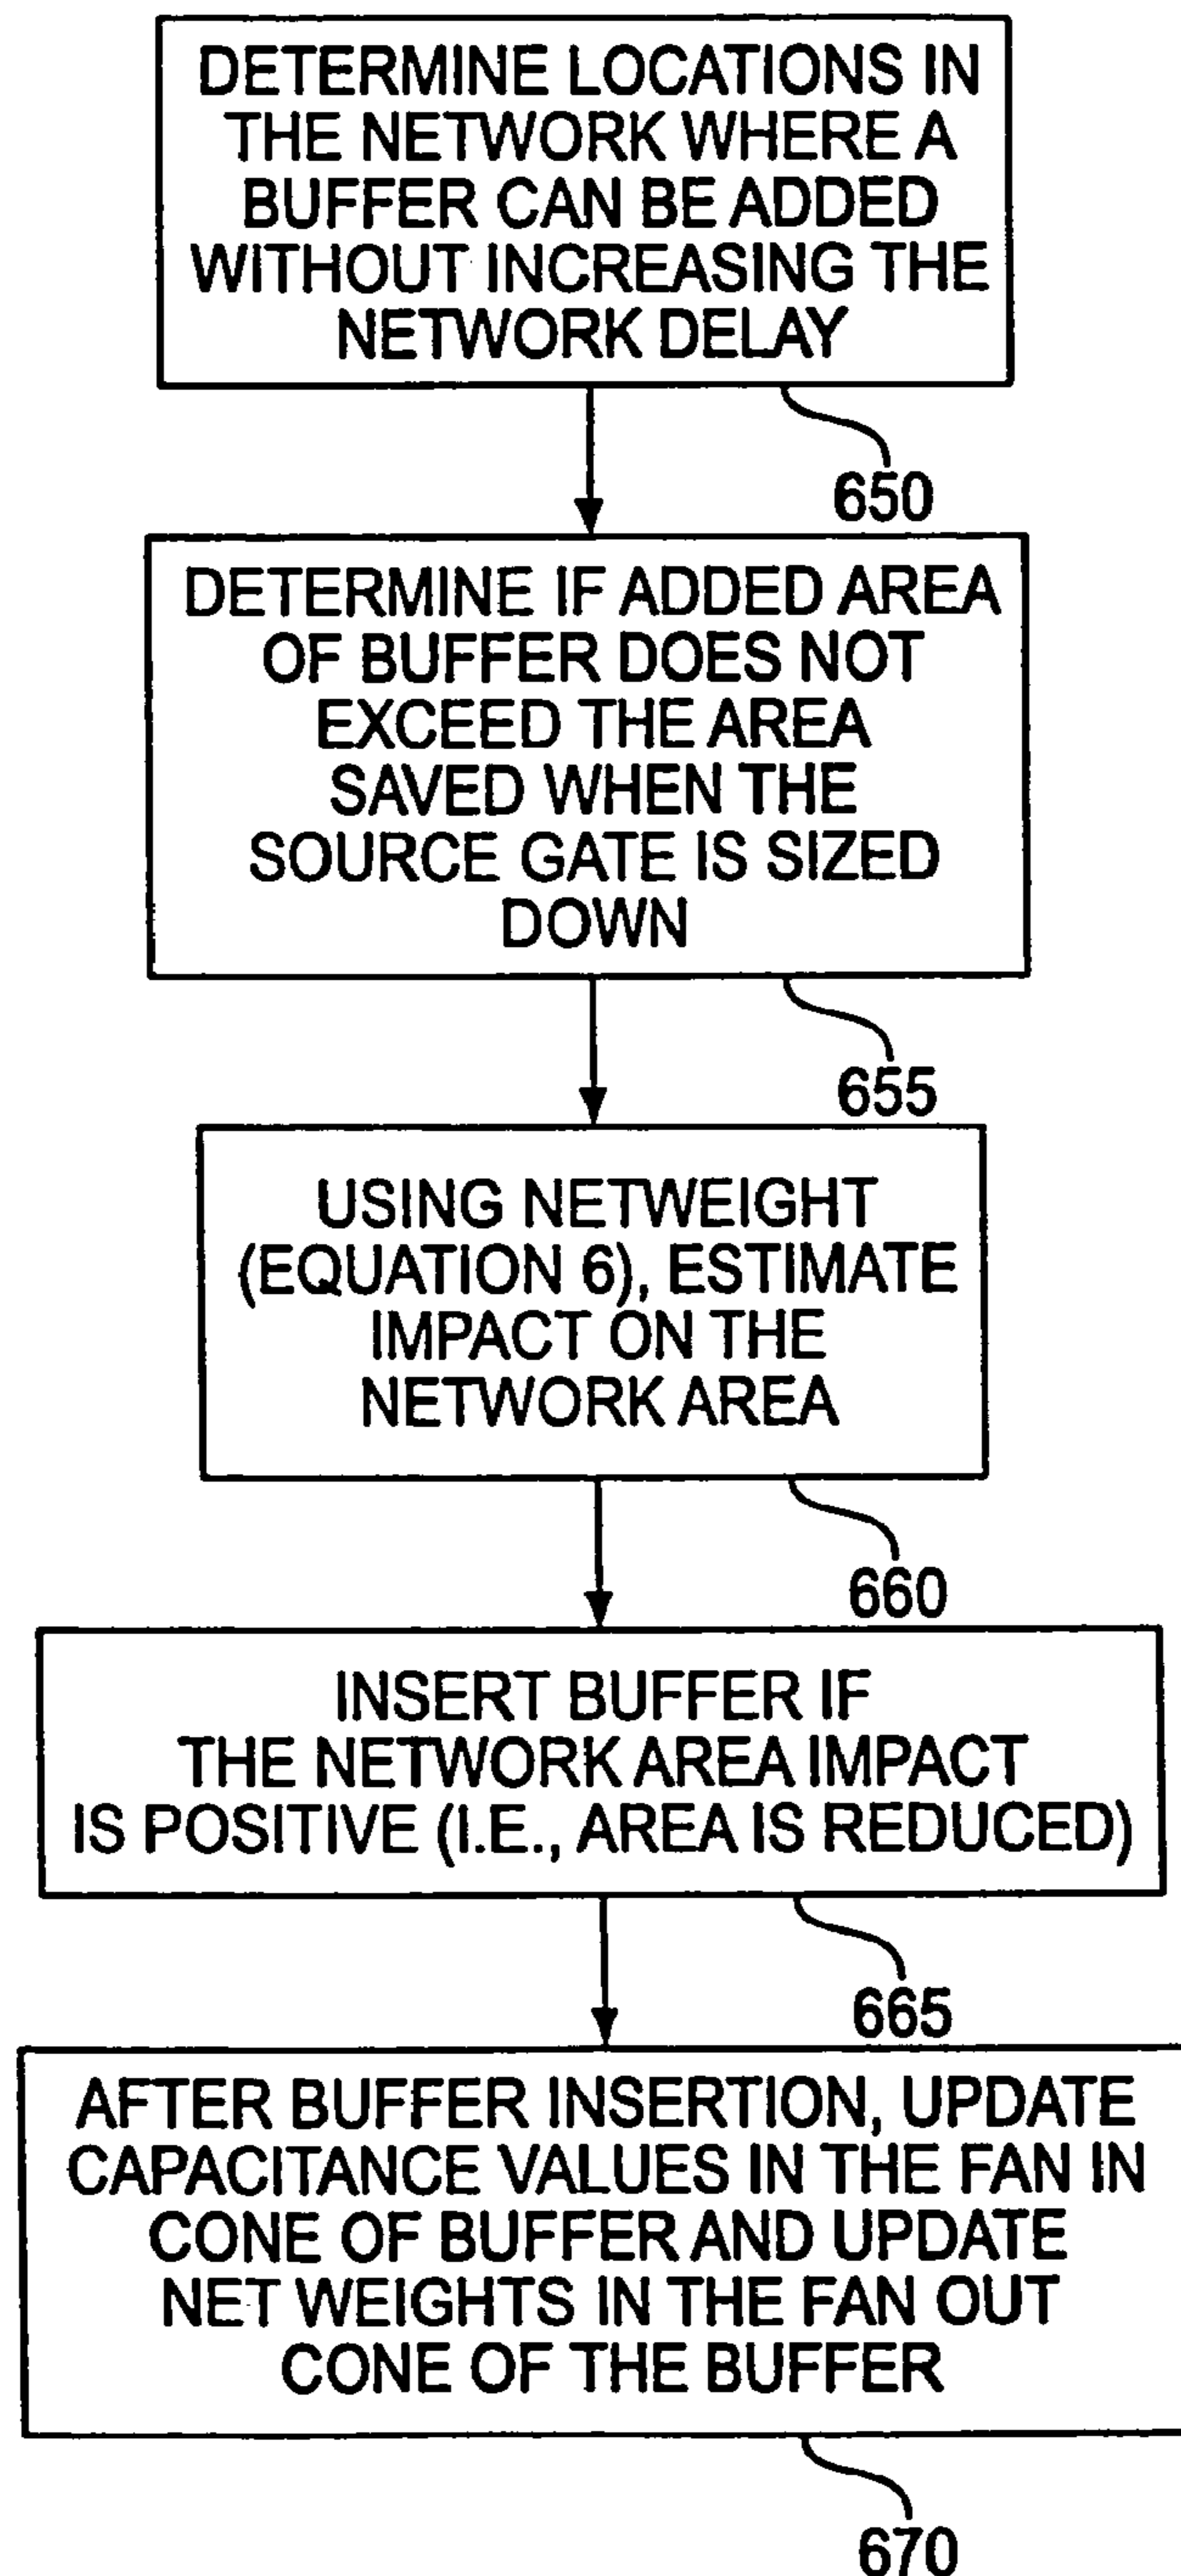 DETERMINE LOCATIONS IN
THE NETWORK WHERE A
BUFFER CAN BE ADDED
WITHOUT INCREASING THE
NETWORK DELAY
650
DETERMINE IF ADDED AREA
OF BUFFER DOES NOT
EXCEED THE AREA
SAVED WHEN THE
SOURCE GATE IS SIZED
DOWN
655
USING NETWEIGHT
(EQUATION 6), ESTIMATE
IMPACT ON THE
NETWORK AREA
660
INSERT BUFFER IF
THE NETWORK AREA IMPACT
IS POSITIVE (I.E., AREA IS REDUCED)
665
AFTER BUFFER INSERTION, UPDATE
CAPACITANCE VALUES IN THE FAN IN
CONE OF BUFFER AND UPDATE
NET WEIGHTS IN THE FAN OUT
CONE OF THE BUFFER
670